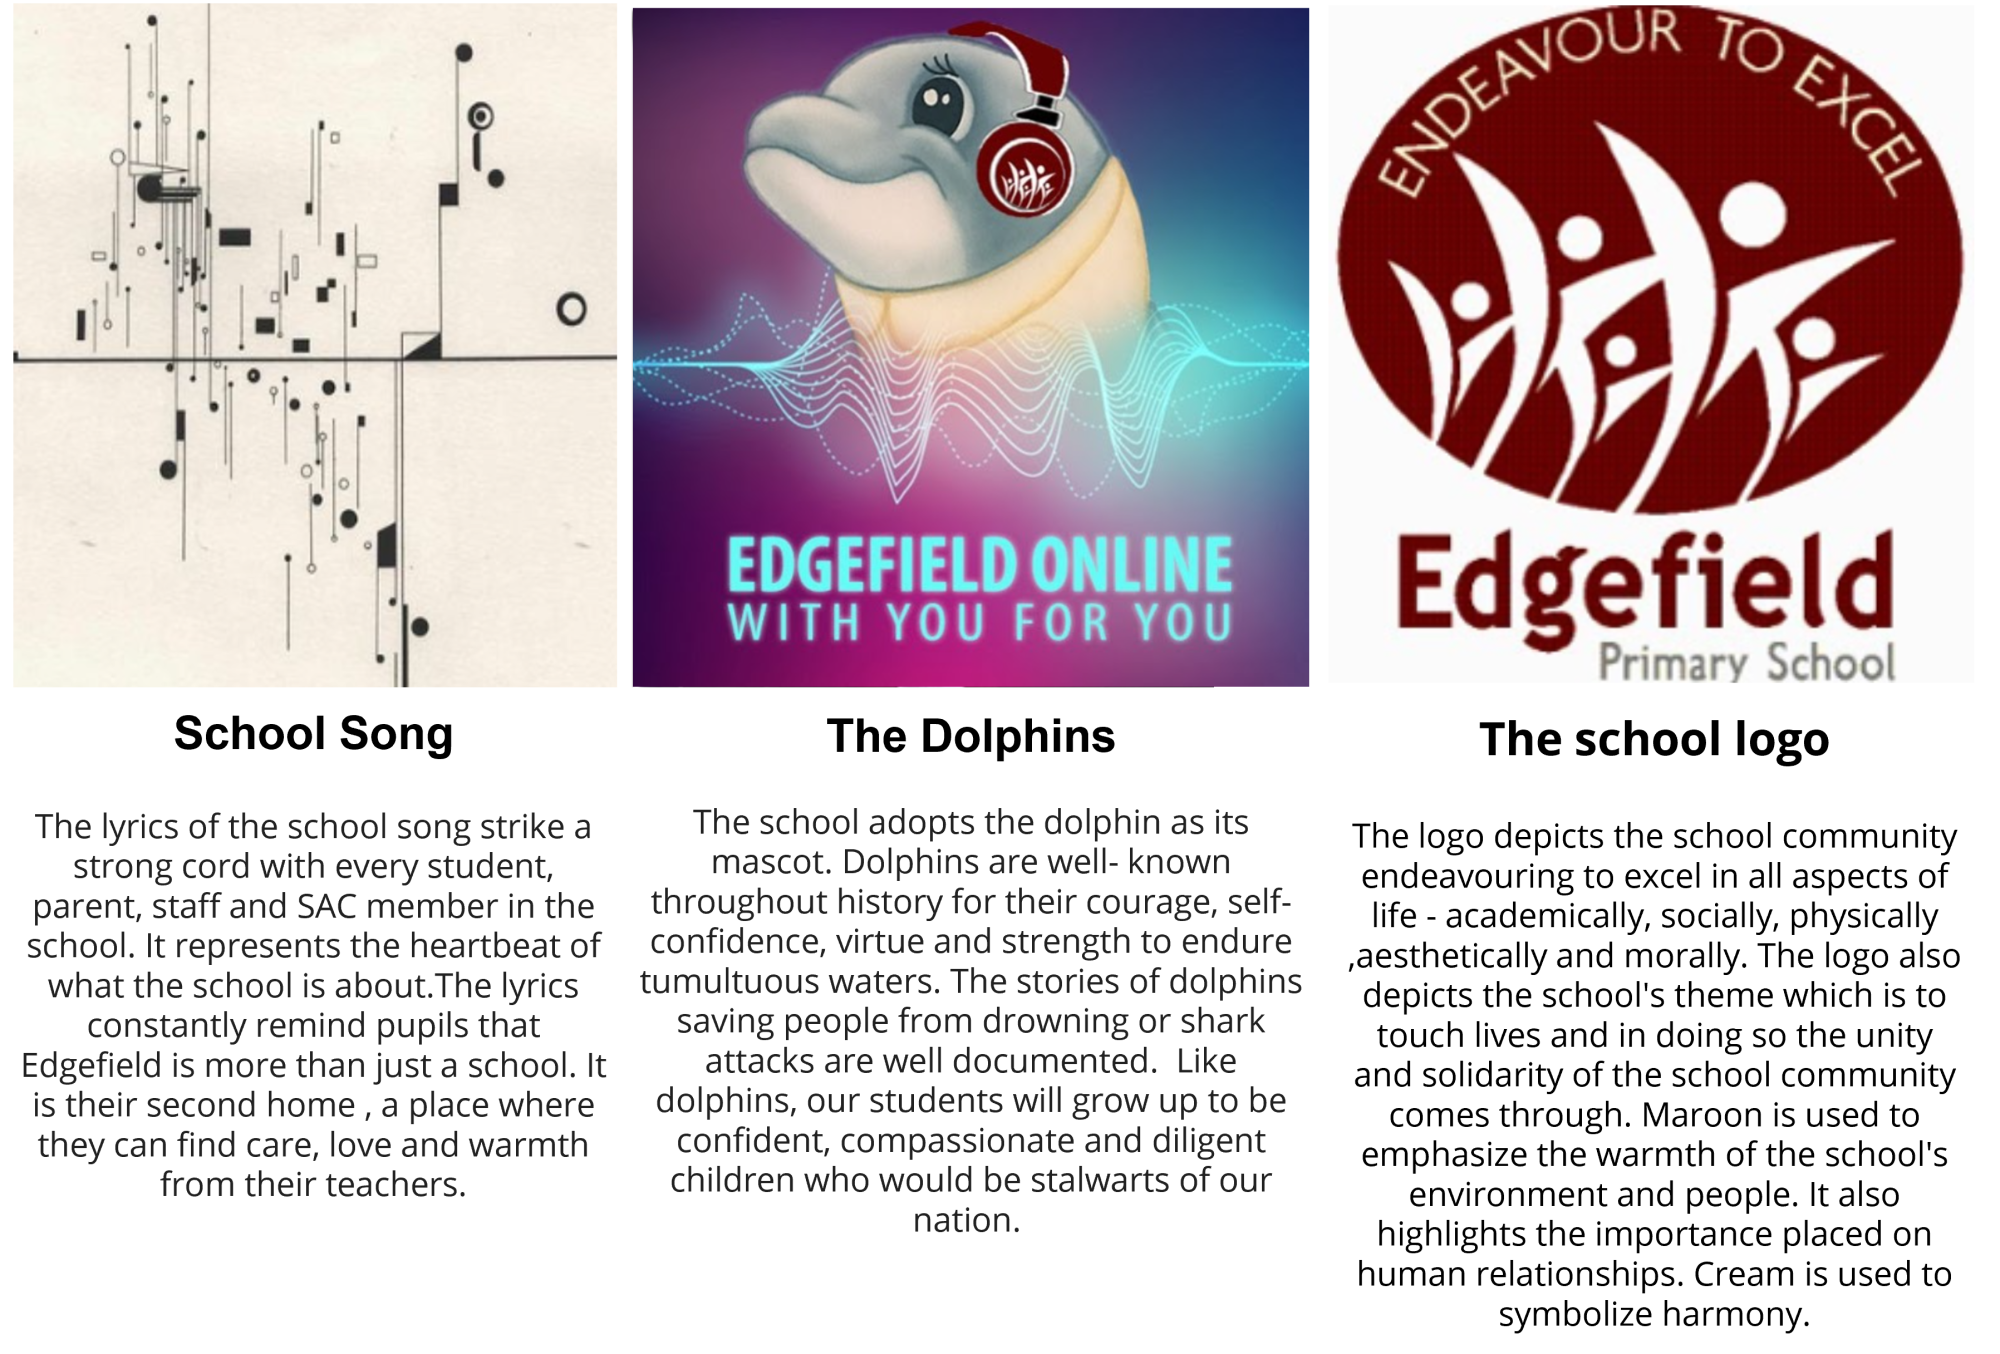 EDGEFIELD ONLINE
WITH YOU FOR YOU
ENDEAVOUR TO EXCEL
Edgefield
Primary School
School Song
The lyrics of the school song strike a
strong cord with every student,
parent, staff and SAC member in the
school. It represents the heartbeat of
what the school is about.The lyrics
constantly remind pupils that
Edgefield is more than just a school. It
is their second home , a place where
they can find care, love and warmth
from their teachers.
The Dolphins
The school adopts the dolphin as its
mascot. Dolphins are well- known
throughout history for their courage, self-
confidence, virtue and strength to endure
tumultuous waters. The stories of dolphins
saving people from drowning or shark
attacks are well documented.  Like
dolphins, our students will grow up to be
confident, compassionate and diligent
children who would be stalwarts of our
nation.
The school logo
The logo depicts the school community
endeavouring to excel in all aspects of
life - academically, socially, physically
,aesthetically and morally. The logo also
depicts the school's theme which is to
touch lives and in doing so the unity
and solidarity of the school community
comes through. Maroon is used to
emphasize the warmth of the school's
environment and people. It also
highlights the importance placed on
human relationships. Cream is used to
symbolize harmony.